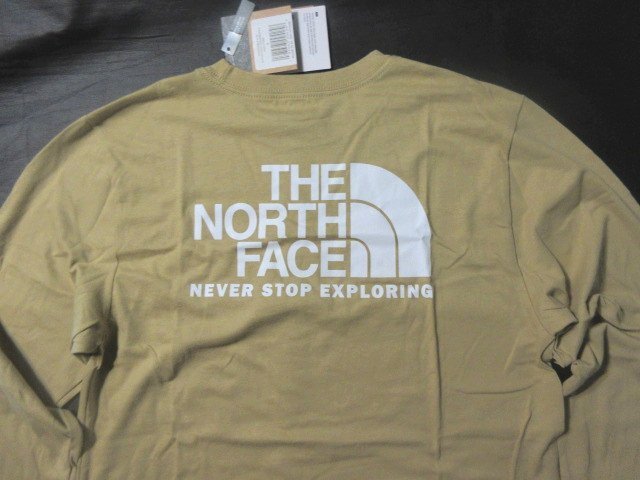 THE
NORTH
FACE
NEVER STOP EXPLORING